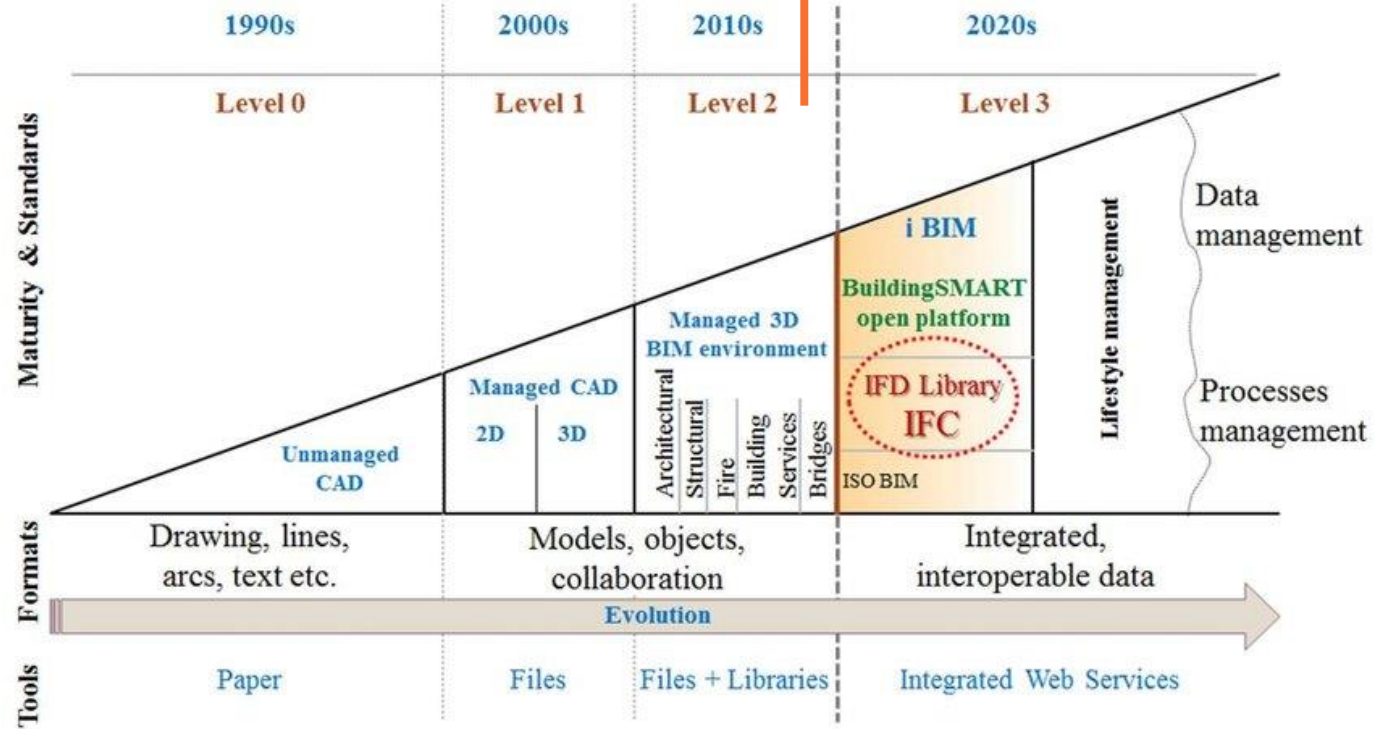 1990s
2000s
2010s
2020s
Level 0
Level 1
Level 2
Level 3
Maturity & Standards
Unmanaged
CAD
Managed CAD
2D
3D
Managed 3D
BIM environment
Architectural
Structural
Fire
Building
Services
Bridges
i BIM
BuildingSMART
open platform
IFD Library
IFC
ISO BIM
Lifestyle management
Data
management
Processes
management
Formats
Drawing, lines,
arcs, text etc.
Models, objects,
collaboration
Integrated,
interoperable data
Evolution
Tools
Paper
Files
Files + Libraries
Integrated Web Services